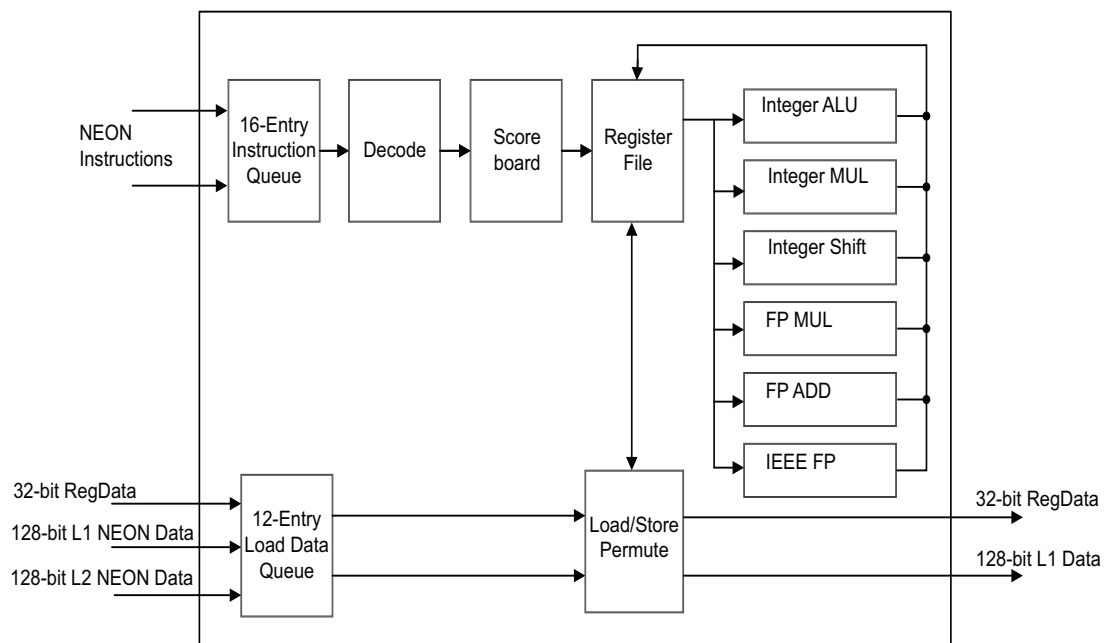 NEON
Instructions
16-Entry
Instruction
Queue
Decode
Score
board
Register
File
Integer ALU
Integer MUL
Integer Shift
FP MUL
FP ADD
IEEE FP
32-bit RegData
128-bit L1 NEON Data
128-bit L2 NEON Data
12-Entry
Load Data
Queue
Load/Store
Permute
32-bit RegData
128-bit L1 Data